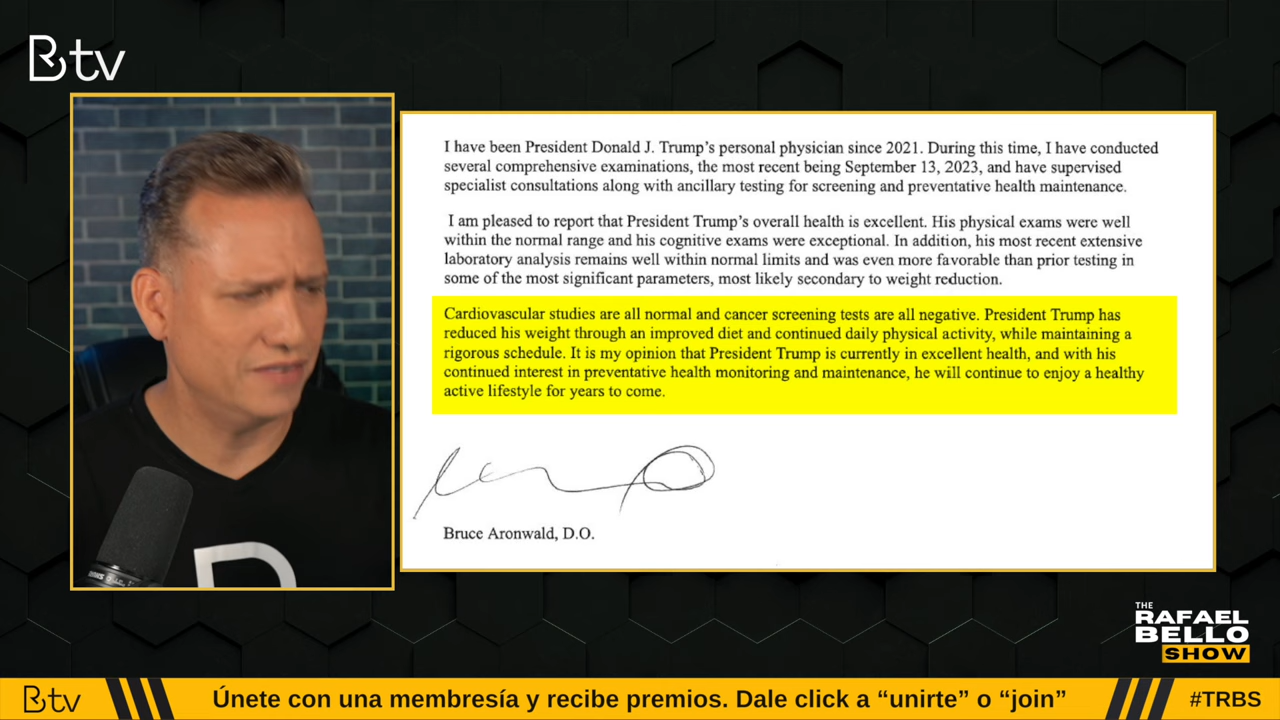 Btv
I have been President Donald J. Trump's personal physician since 2021. During this time, I have conducted
several comprehensive examinations, the most recent being September 13, 2023, and have supervised
specialist consultations along with ancillary testing for screening and preventative health maintenance.
I am pleased to report that President Trump's overall health is excellent. His physical exams were well
within the normal range and his cognitive exams were exceptional. In addition, his most recent extensive
laboratory analysis remains well within normal limits and was even more favorable than prior testing in
some of the most significant parameters, most likely secondary to weight reduction.
Cardiovascular studies are all normal and cancer screening tests are all negative. President Trump has
reduced his weight through an improved diet and continued daily physical activity, while maintaining a
rigorous schedule. It is my opinion that President Trump is currently in excellent health, and with his
continued interest in preventative health monitoring and maintenance, he will continue to enjoy a healthy
active lifestyle for years to come.
Bruce Aronwald, D.O.
THE
RAFAEL
BELLO
SHOW
Btv
Únete con una membresía y recibe premios. Dale click a “unirte” o “join”
#TRBS